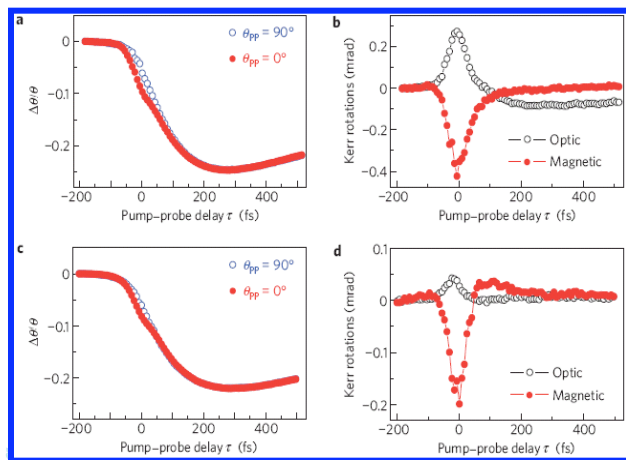 a
θPP = 90°
θPP = 0°
Δθ/θ
0
-0.1
-0.2
-200 0 200 400
Pump–probe delay τ (fs)
b
Kerr rotations (mrad)
0.2
0
-0.2
-0.4
Optic
Magnetic
-200 0 200 400
Pump–probe delay τ (fs)
c
θPP = 90°
θPP = 0°
Δθ/θ
0
-0.1
-0.2
-200 0 200 400
Pump–probe delay τ (fs)
d
Kerr rotations (mrad)
0.1
0
-0.1
-0.2
Optic
Magnetic
-200 0 200 400
Pump–probe delay τ (fs)